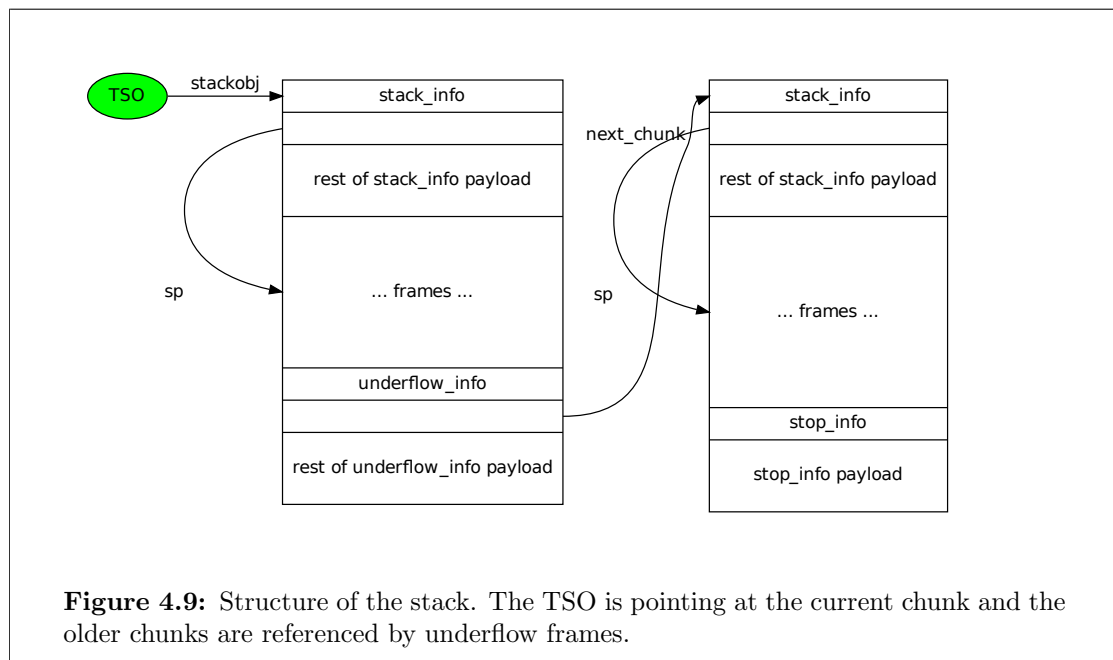 TSO
stackobj
stack_info
rest of stack_info payload
sp
... frames ...
underflow_info
rest of underflow_info payload
next_chunk
stack_info
rest of stack_info payload
sp
... frames ...
stop_info
stop_info payload
Figure 4.9: Structure of the stack. The TSO is pointing at the current chunk and the
older chunks are referenced by underflow frames.